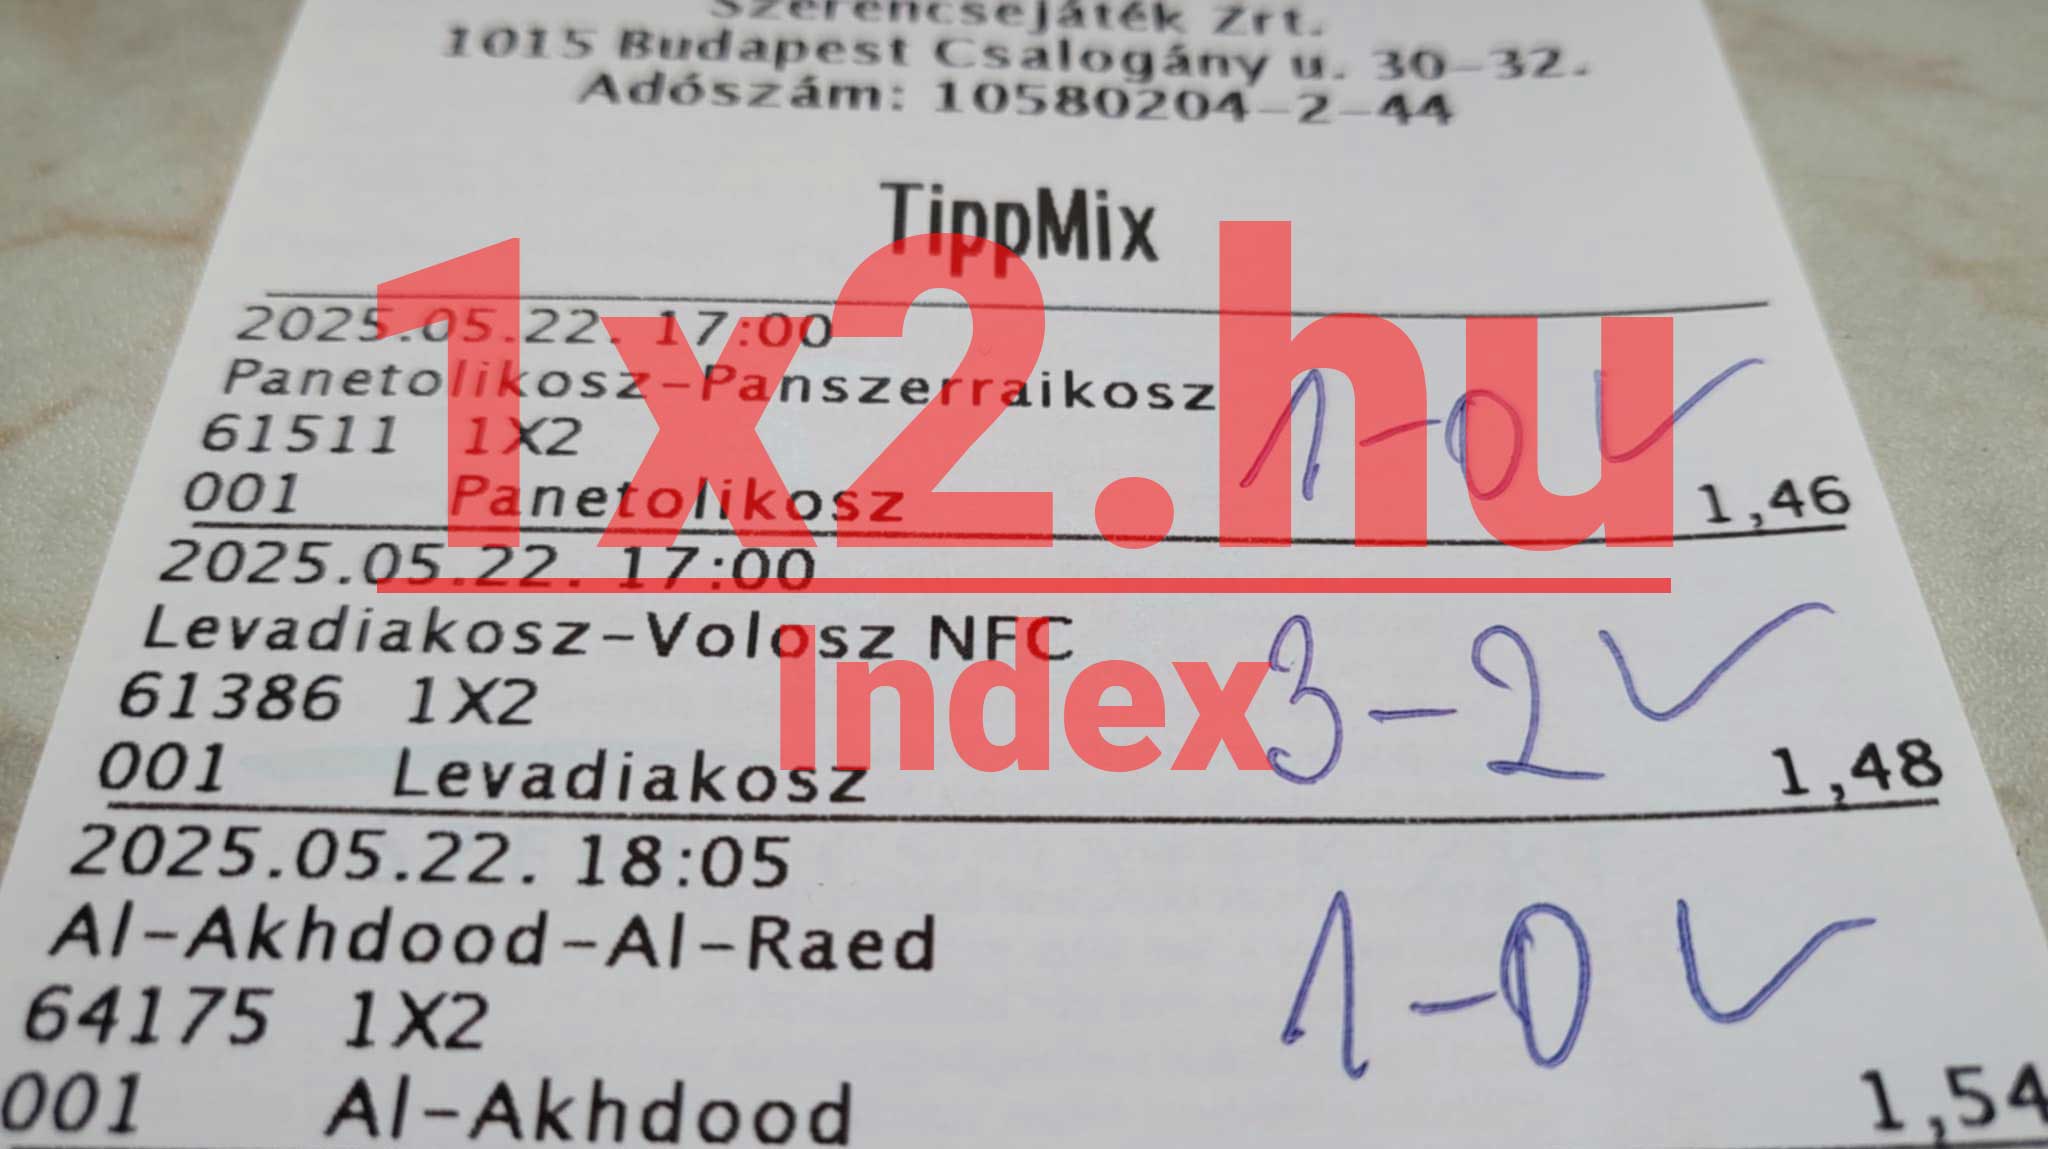 Szerencsejáték Zrt.
1015 Budapest Csalogány u. 30-32.
Adószám: 10580204-2-44
TippMix
1x2.hu
Index
2025.05.22. 17:00
Panetolikosz-Panszerraikosz
61511 1X2
1-0
001 Panetolikosz 1,46
2025.05.22. 17:00
Levadiakosz-Volosz NFC
61386 1X2
3-2
001 Levadiakosz 1,48
2025.05.22. 18:05
Al-Akhdood-Al-Raed
64175 1X2
1-0
001 Al-Akhdood 1,54